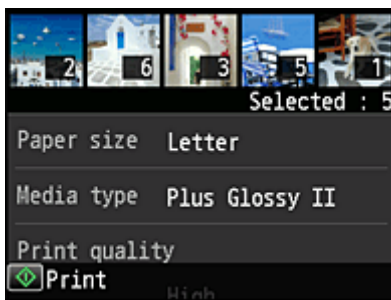 2 6 3 5 1
Selected : 5
Paper size Letter
Media type Plus Glossy II
Print quality
High
Print